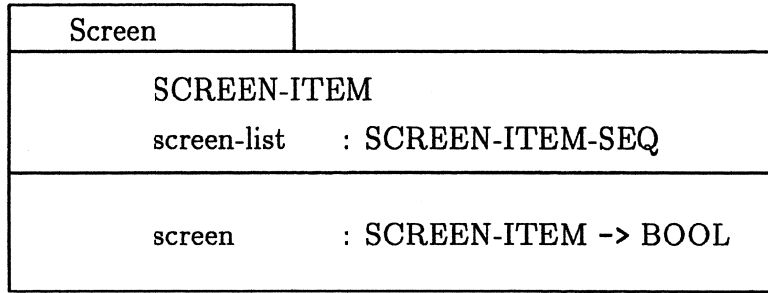 Screen
SCREEN-ITEM
screen-list : SCREEN-ITEM-SEQ
screen : SCREEN-ITEM -> BOOL